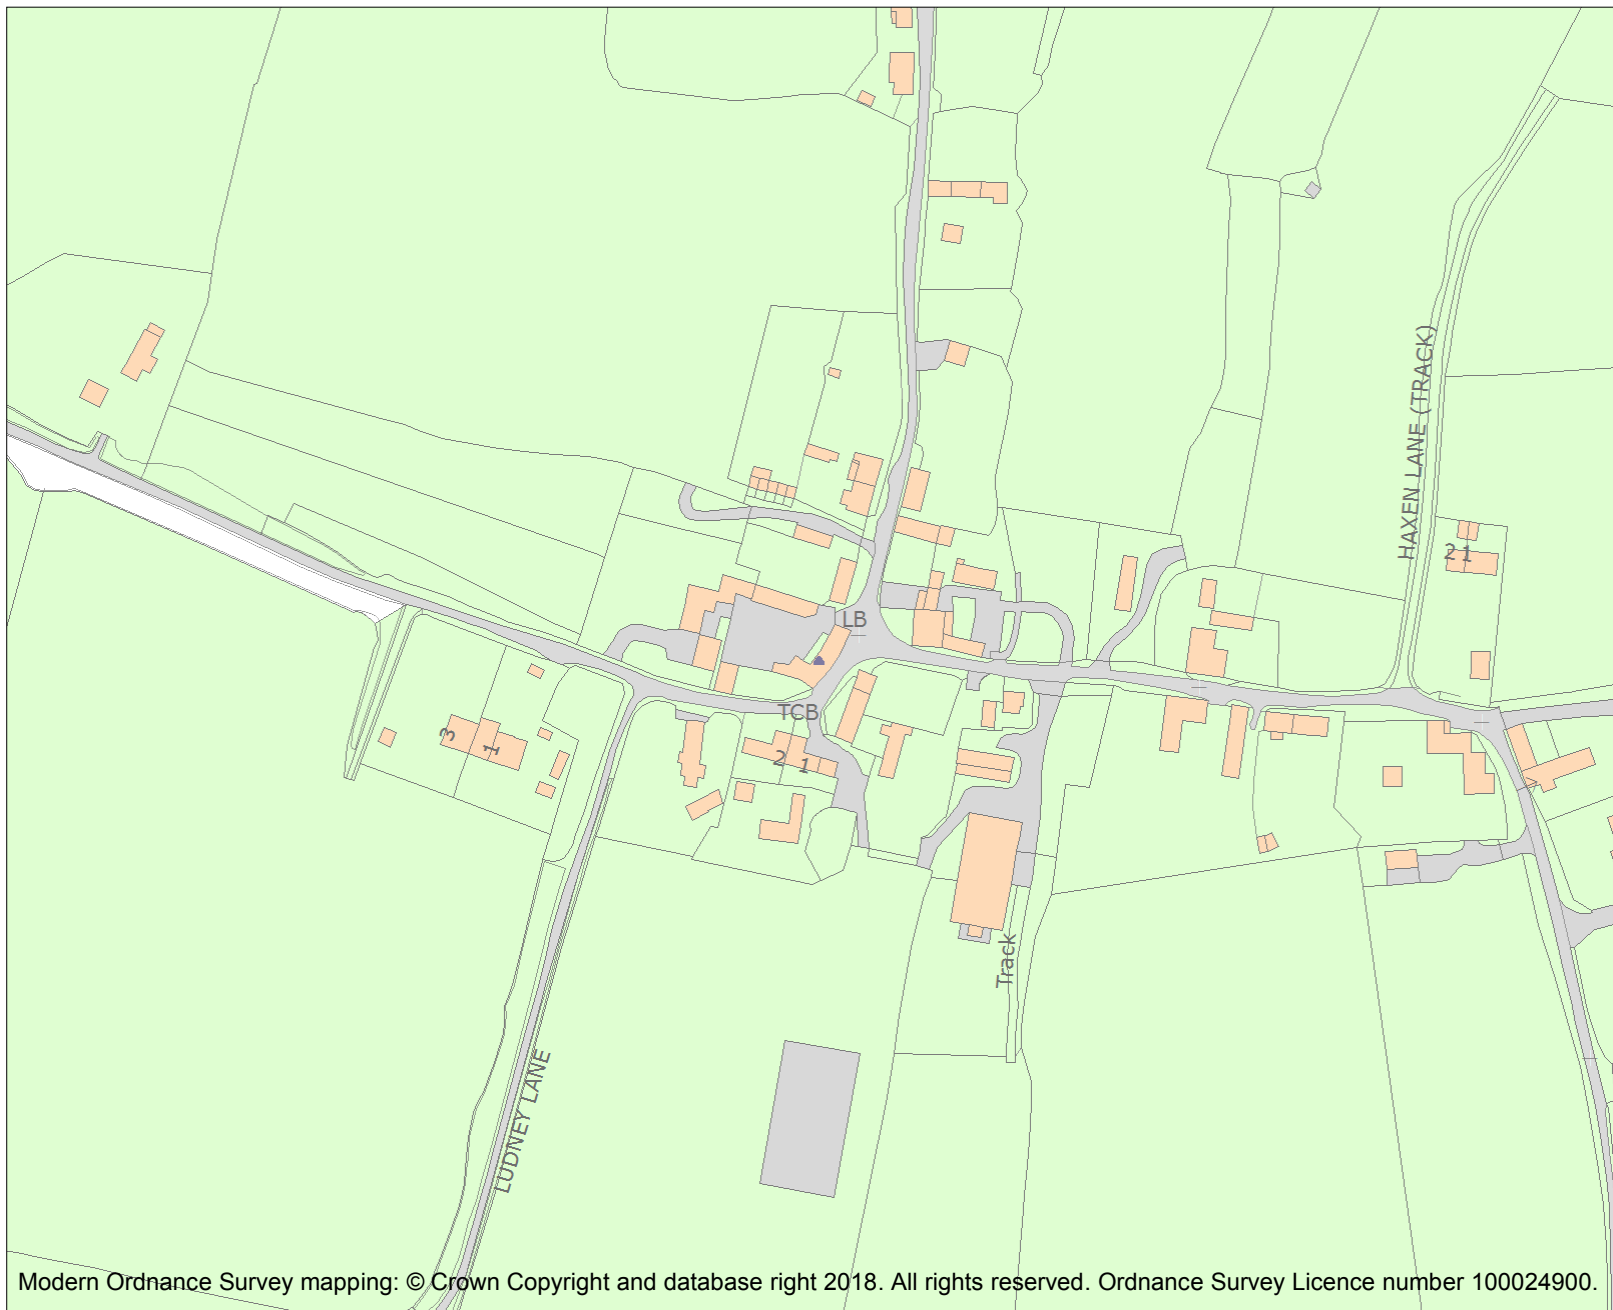 HAXEN LANE (TRACK)
2 1
LB
TCB
3
1
2
1
Track
LUDNEY LANE
Modern Ordnance Survey mapping: © Crown Copyright and database right 2018. All rights reserved. Ordnance Survey Licence number 100024900.